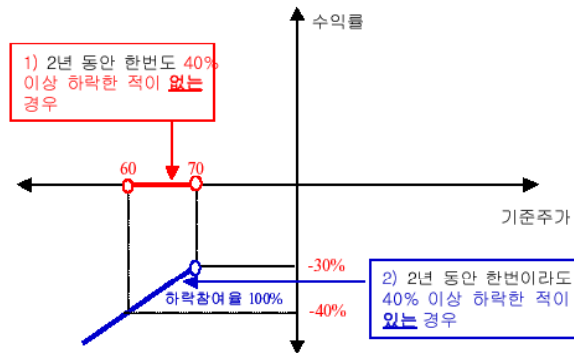 수익률
1) 2년 동안 한번도 40%
이상 하락한 적이 없는
경우
60
70
기준주가
-30%
하락참여율 100%
-40%
2) 2년 동안 한번이라도
40% 이상 하락한 적이
있는 경우